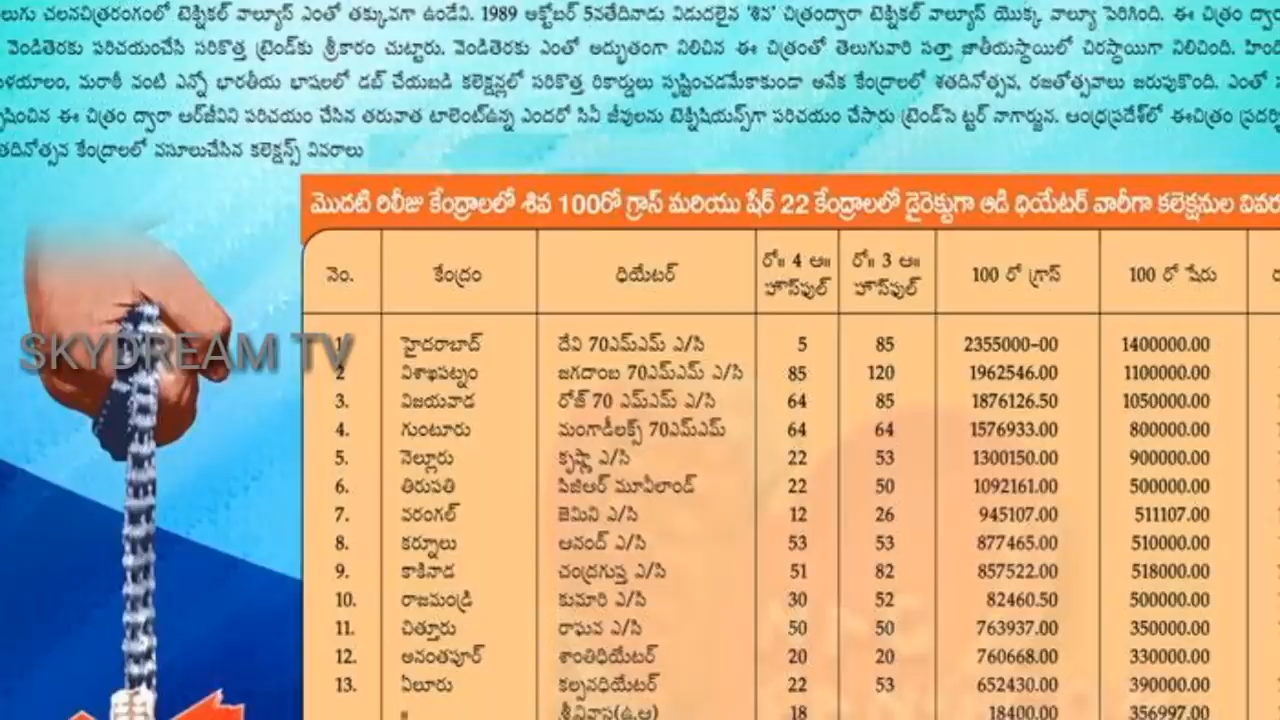 లుగు చలనచిత్రరంగంలో టెక్నికల్ వాల్యూస్ ఎంతో తక్కువగా ఉండేవి. 1989 అక్టోబర్ 5వతేదినాడు విడుదలైన 'శివ' చిత్రంద్వారా టెక్నికల్ వాల్యూస్ యొక్క వాల్యూ పెరిగింది. ఈ చిత్రం ద్వా
వెండితెరకు పరిచయంచేసి సరికొత్త ట్రెండ్‌కు శ్రీకారం చుట్టారు. వెండితెరకు ఎంతో అద్భుతంగా నిలిచిన ఈ చిత్రంతో తెలుగువారి సత్తా జాతీయస్థాయిలో చిరస్థాయిగా నిలిచింది. హిం
ళయాలం, మరాఠీ వంటి ఎన్నో భారతీయ భాషలలో డబ్ చేయబడి కలెక్షన్లలో సరికొత్త రికార్డులు సృష్టించడమేకాకుండా అనేక కేంద్రాలలో శతదినోత్సవ, రజతోత్సవాలు జరుపుకొంది. ఎంతో
షించిన ఈ చిత్రం ద్వారా ఆర్‌జీవిని పరిచయం చేసిన తరువాత టాలెంట్‌ఉన్న ఎందరో సివీ జీవులను టెక్నీషియన్స్‌గా పరిచయం చేసారు ట్రెండ్‌సె ట్టర్ నాగార్జున. ఆంధ్రప్రదేశ్‌లో ఈచిత్రం ప్రదర్శి
తదినోత్సవ కేంద్రాలలో వసూలుచేసిన కలెక్షన్స్ వివరాలు
మొదటి రిలీజు కేంద్రాలలో శివ 100రో గ్రాస్ మరియు షేర్ 22 కేంద్రాలలో డైరెక్టుగా ఆడి థియేటర్ వారీగా కలెక్షనుల వివరా
నెం. కేంద్రం థియేటర్ రో॥ 4 ఆ॥ హౌస్‌ఫుల్ రో॥ 3 ఆ॥ హౌస్‌ఫుల్ 100 రో గ్రాస్ 100 రో షేరు
1 హైదరాబాద్ దేవి 70ఎమ్ఎమ్ ఎ/సి 5 85 2355000-00 1400000.00
2 విశాఖపట్నం జగదాంబ 70ఎమ్ఎమ్ ఎ/సి 85 120 1962546.00 1100000.00
3. విజయవాడ రోజ్ 70 ఎమ్ఎమ్ ఎ/సి 64 85 1876126.50 1050000.00
4. గుంటూరు మంగాడీలక్స్ 70ఎమ్ఎమ్ 64 64 1576933.00 800000.00
5. నెల్లూరు కృష్ణా ఎ/సి 22 53 1300150.00 900000.00
6. తిరుపతి పిజిఆర్ మూవీలాండ్ 22 50 1092161.00 500000.00
7. వరంగల్ జెమిని ఎ/సి 12 26 945107.00 511107.00
8. కర్నూలు ఆనంద్ ఎ/సి 53 53 877465.00 510000.00
9. కాకినాడ చంద్రగుప్త ఎ/సి 51 82 857522.00 518000.00
10. రాజమండ్రి కుమారి ఎ/సి 30 52 82460.50 500000.00
11. చిత్తూరు రాఘవ ఎ/సి 50 50 763937.00 350000.00
12. అనంతపూర్ శాంతిథియేటర్ 20 20 760668.00 330000.00
13. ఏలూరు కల్పనథియేటర్ 22 53 652430.00 390000.00
" శ్రీనివాస(ఉ.ఆ) 18 18400.00 356997.00
SKYDREAM TV